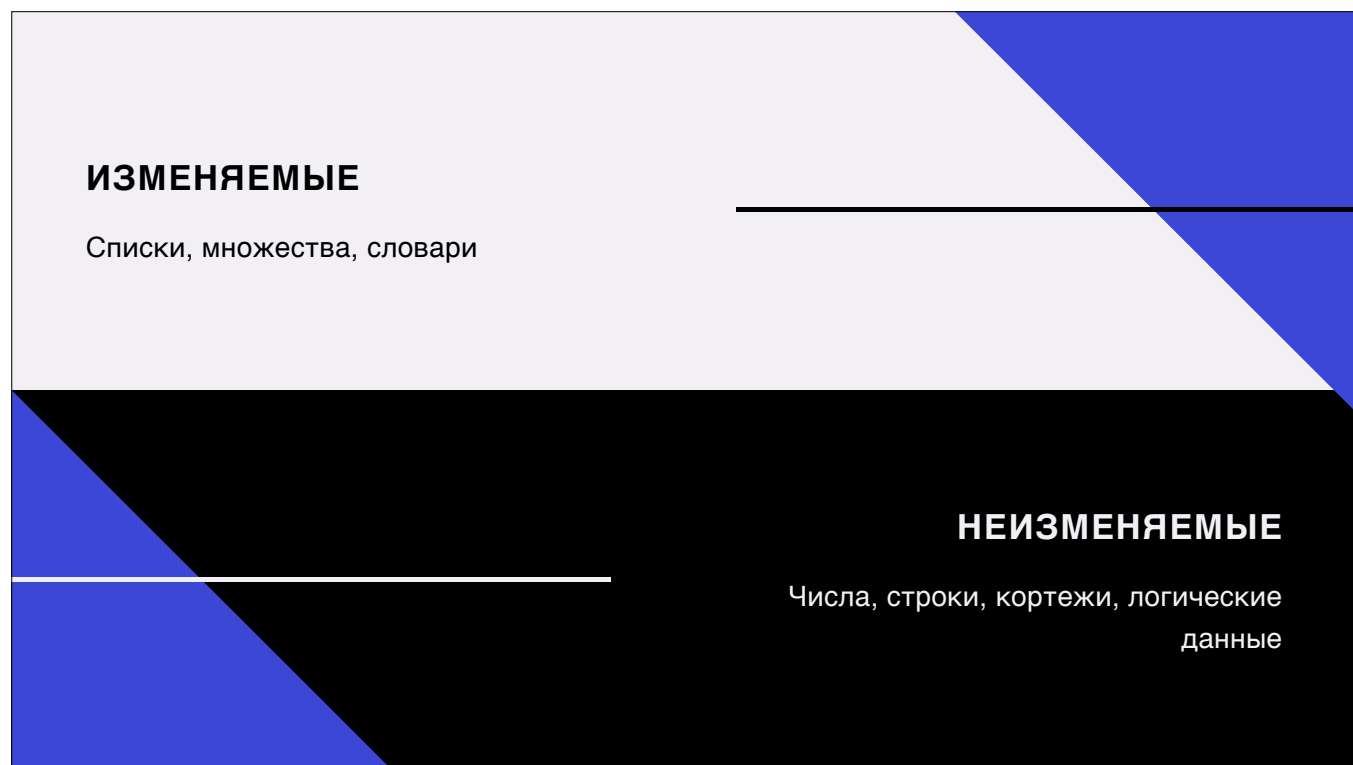 ИЗМЕНЯЕМЫЕ
Списки, множества, словари
НЕИЗМЕНЯЕМЫЕ
Числа, строки, кортежи, логические
данные